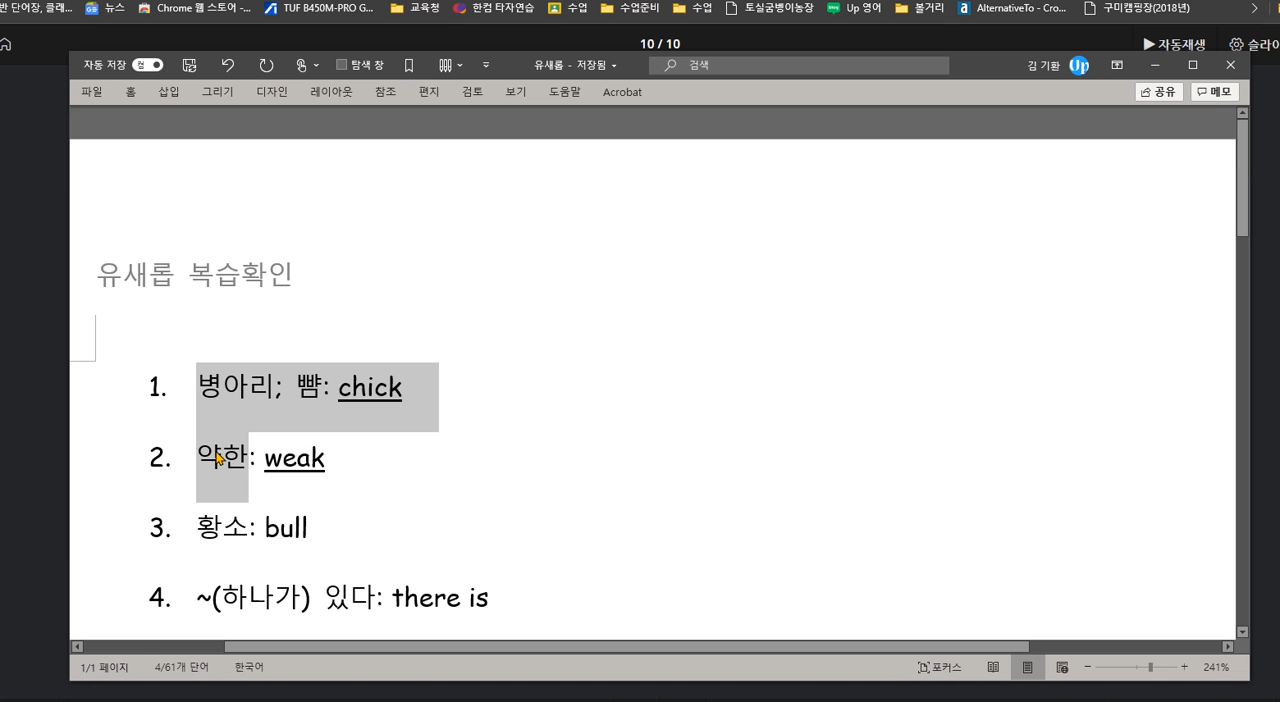 반 단어장, 클래... 뉴스 Chrome 웹 스토어 -... TUF B450M-PRO G... 교육청 한컴 타자연습 수업 수업준비 수업 토실굼벵이농장 Up 영어 볼거리 AlternativeTo - Cro... 구미캠핑장(2018년)
10 / 10 자동재생 슬라이
자동 저장 컴 탐색 창 유새롭 - 저장됨 검색 김 기환 Up
파일 홈 삽입 그리기 디자인 레이아웃 참조 편지 검토 보기 도움말 Acrobat 공유 메모
유새롭 복습확인
1. 병아리; 뺨: chick
2. 약한: weak
3. 황소: bull
4. ~(하나가) 있다: there is
1/1 페이지 4/61개 단어 한국어 포커스 241%